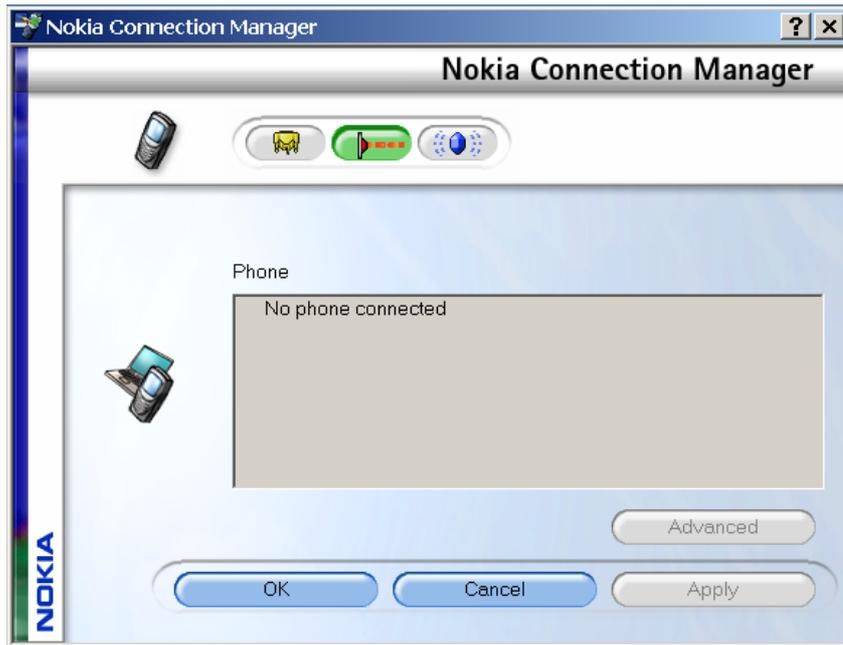 Nokia Connection Manager
Nokia Connection Manager
Phone
No phone connected
Advanced
OK
Cancel
Apply
NOKIA